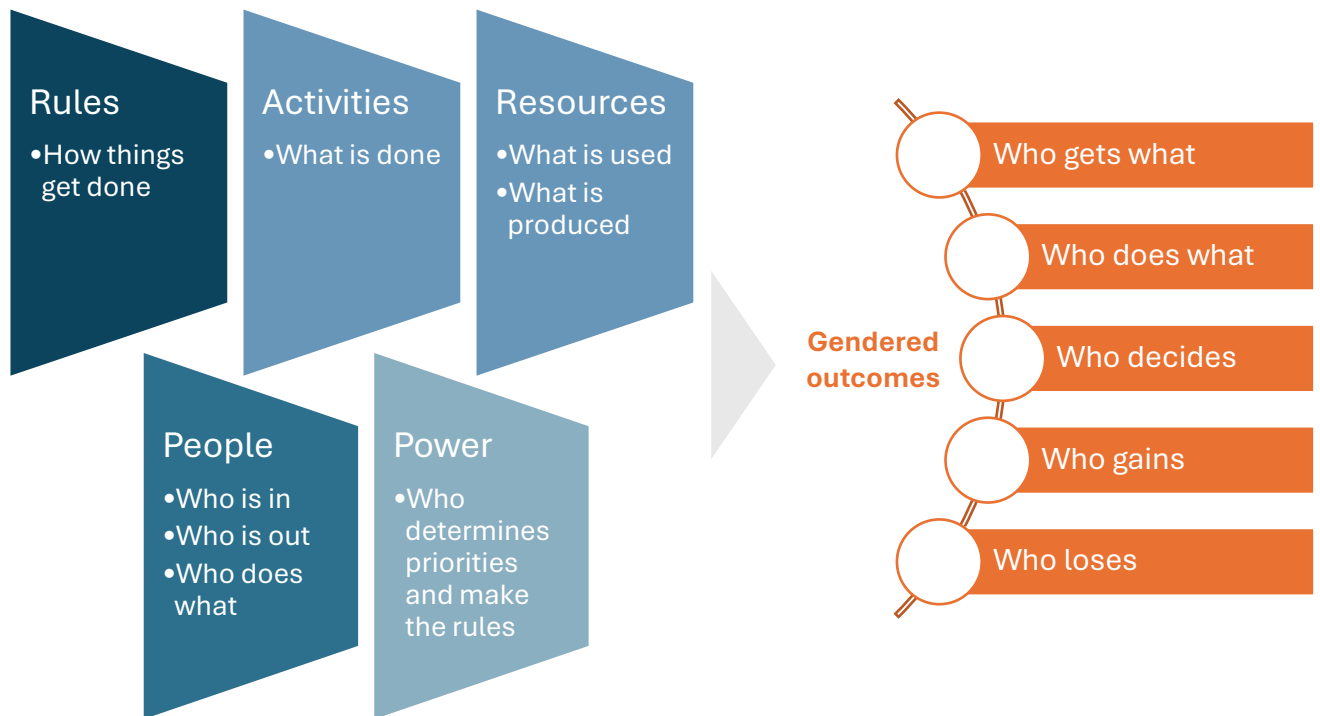 Rules
•How things
get done
Activities
•What is done
Resources
•What is used
•What is
produced
People
•Who is in
•Who is out
•Who does
what
Power
•Who
determines
priorities
and make
the rules
Gendered
outcomes
Who gets what
Who does what
Who decides
Who gains
Who loses